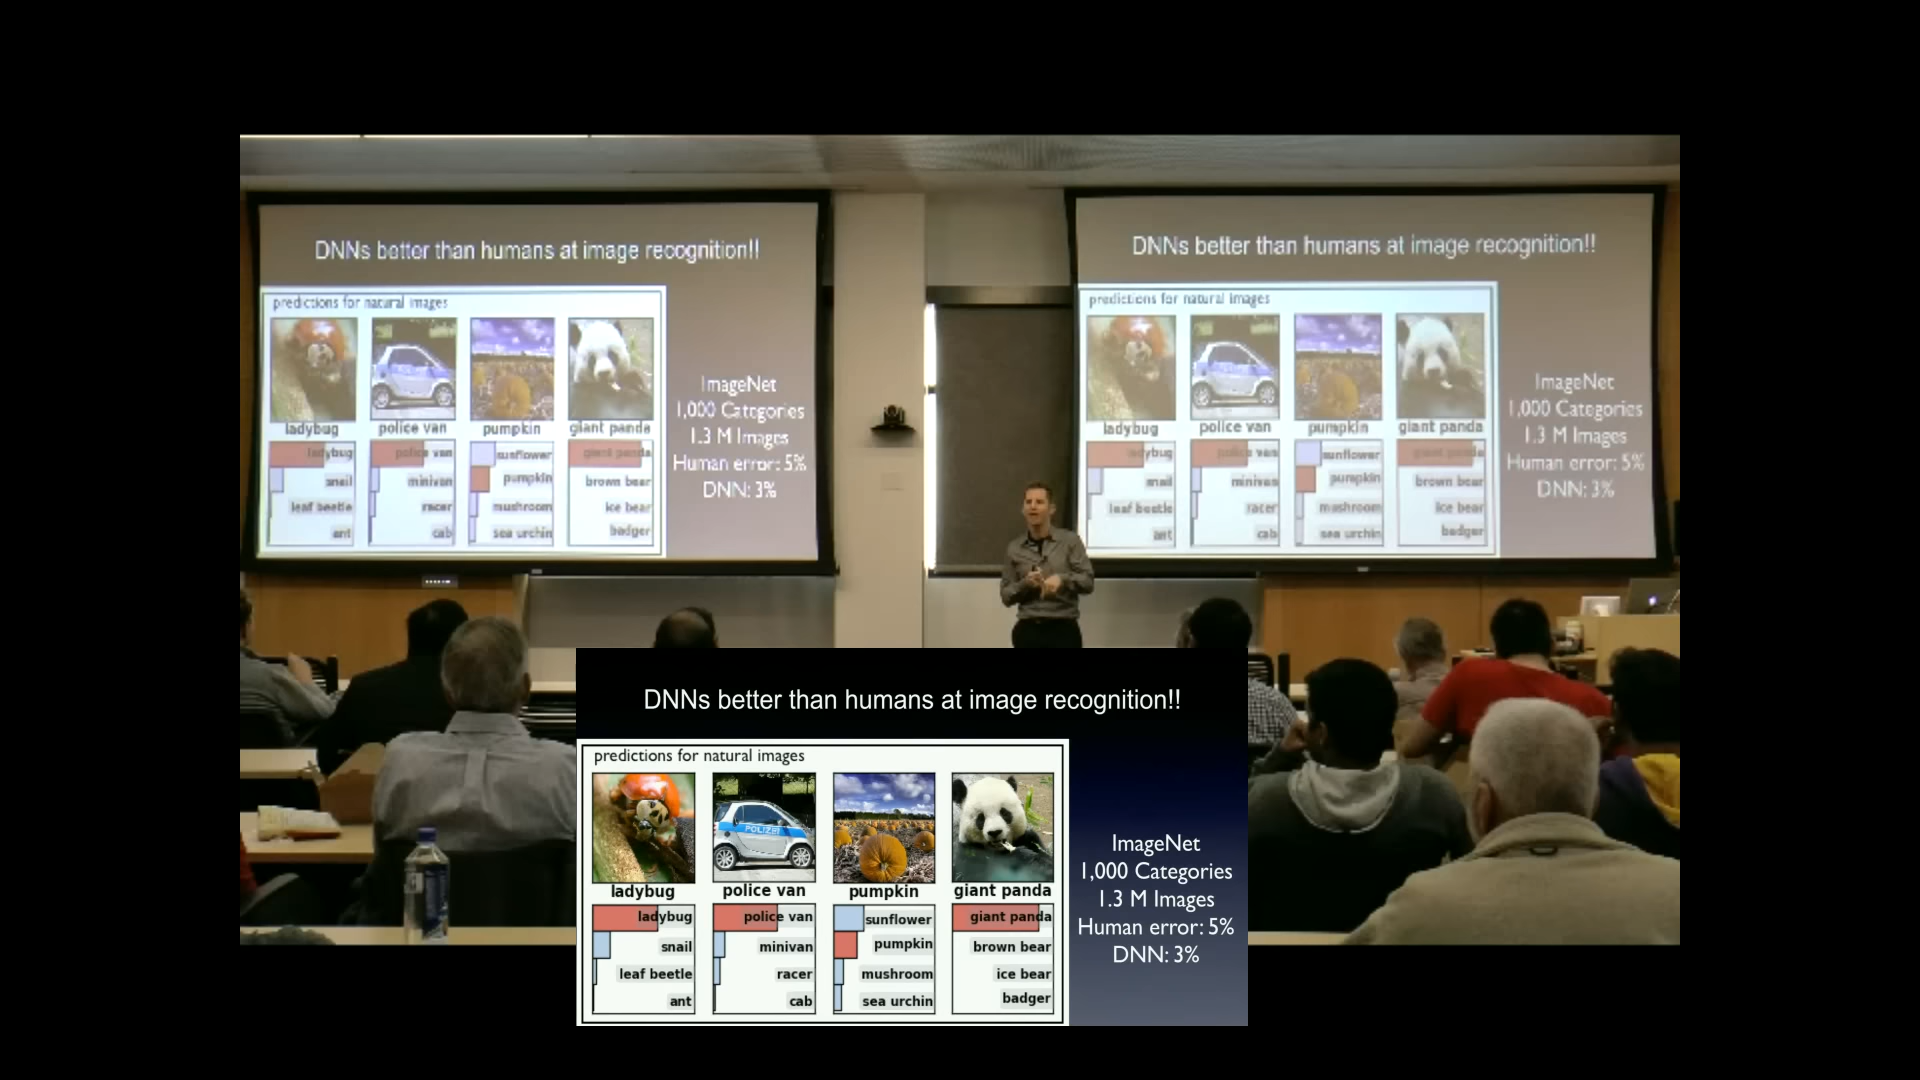 DNNs better than humans at image recognition!!
predictions for natural images
ladybug police van pumpkin giant panda
ladybug police van sunflower giant panda
snail minivan pumpkin brown bear
leaf beetle racer mushroom ice bear
ant cab sea urchin badger
ImageNet
1,000 Categories
1.3 M Images
Human error: 5%
DNN: 3%
DNNs better than humans at image recognition!!
predictions for natural images
ladybug police van pumpkin giant panda
ladybug police van sunflower giant panda
snail minivan pumpkin brown bear
leaf beetle racer mushroom ice bear
ant cab sea urchin badger
ImageNet
1,000 Categories
1.3 M Images
Human error: 5%
DNN: 3%
DNNs better than humans at image recognition!!
predictions for natural images
POLIZEI
ladybug police van pumpkin giant panda
ladybug police van sunflower giant panda
snail minivan pumpkin brown bear
leaf beetle racer mushroom ice bear
ant cab sea urchin badger
ImageNet
1,000 Categories
1.3 M Images
Human error: 5%
DNN: 3%